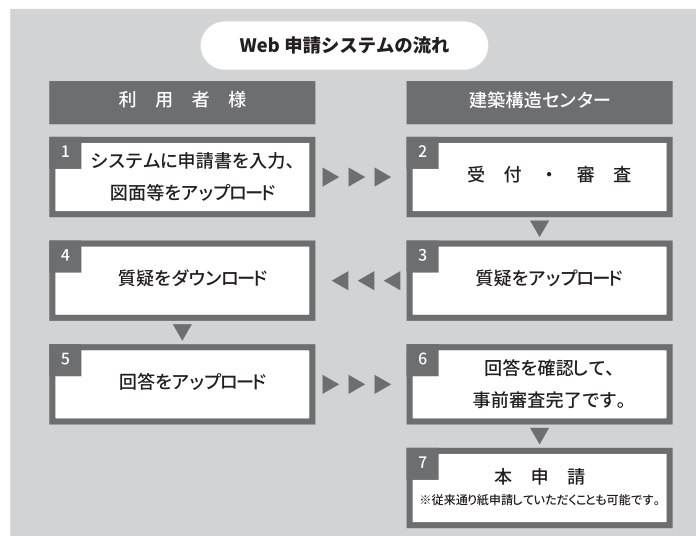 Web 申請システムの流れ
利 用 者 様
建築構造センター
1
システムに申請書を入力、
図面等をアップロード
2
受 付 ・ 審 査
3
質疑をアップロード
4
質疑をダウンロード
5
回答をアップロード
6
回答を確認して、
事前審査完了です。
7
本 申 請
※従来通り紙申請していただくことも可能です。